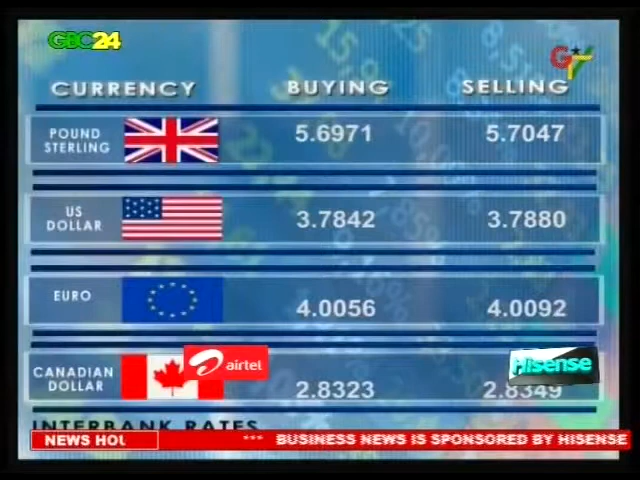 GBC24
GTV
CURRENCY BUYING SELLING
POUND STERLING 5.6971 5.7047
US DOLLAR 3.7842 3.7880
EURO 4.0056 4.0092
CANADIAN DOLLAR 2.8323 2.8349
airtel
Hisense
INTERBANK RATES
NEWS HOU *** BUSINESS NEWS IS SPONSORED BY HISENSE